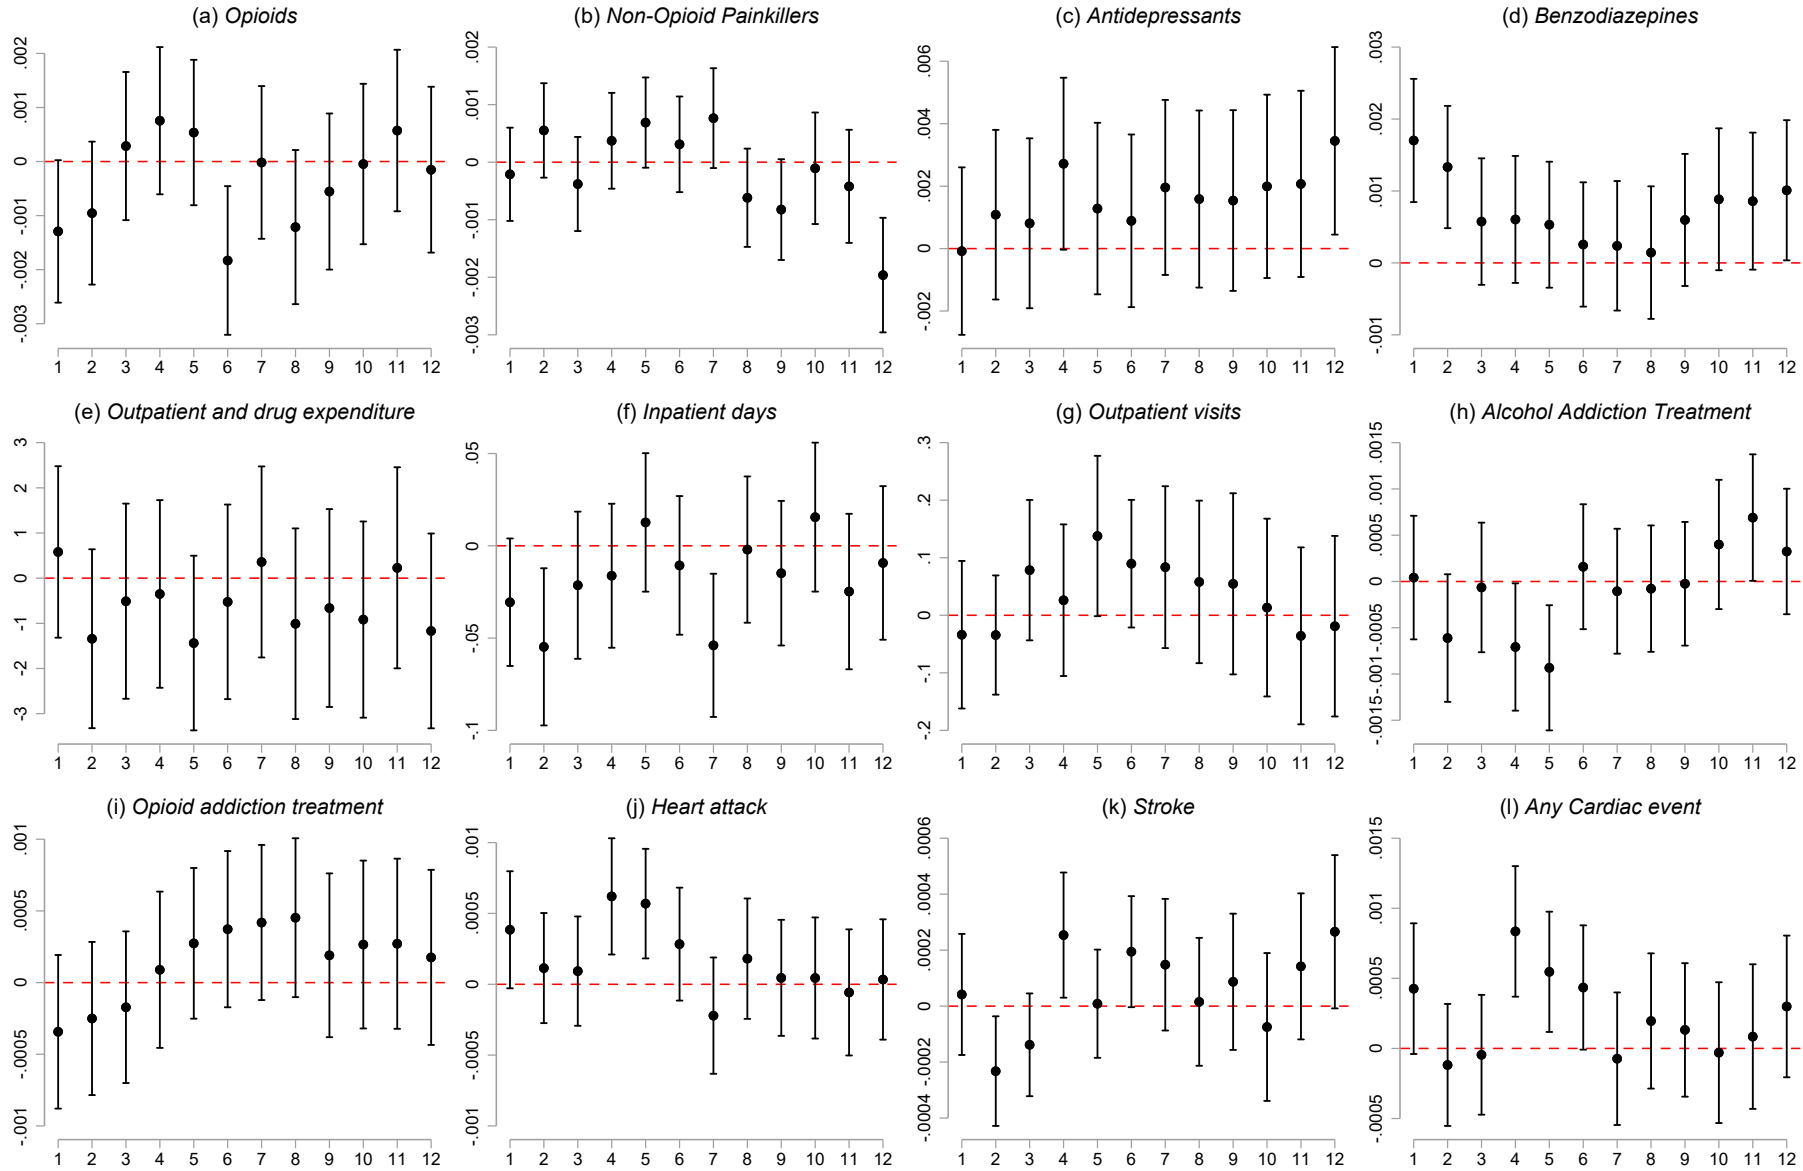 (a) Opioids (b) Non-Opioid Painkillers (c) Antidepressants (d) Benzodiazepines
.002 .001 0 -.001 -.002 -.003
.002 .001 0 -.001 -.002 -.003
.006 .004 .002 0 -.002
.003 .002 .001 0 -.001
1 2 3 4 5 6 7 8 9 10 11 12
1 2 3 4 5 6 7 8 9 10 11 12
1 2 3 4 5 6 7 8 9 10 11 12
1 2 3 4 5 6 7 8 9 10 11 12
(e) Outpatient and drug expenditure (f) Inpatient days (g) Outpatient visits (h) Alcohol Addiction Treatment
3 2 1 0 -1 -2 -3
.05 0 -.05 -.1
.3 .2 .1 0 -.1 -.2
.0015 .001 .0005 0 -.0005 -.001 -.0015
1 2 3 4 5 6 7 8 9 10 11 12
1 2 3 4 5 6 7 8 9 10 11 12
1 2 3 4 5 6 7 8 9 10 11 12
1 2 3 4 5 6 7 8 9 10 11 12
(i) Opioid addiction treatment (j) Heart attack (k) Stroke (l) Any Cardiac event
.001 .0005 0 -.0005 -.001
.001 .0005 0 -.0005 -.001
.0006 .0004 .0002 0 -.0002 -.0004
.0015 .001 .0005 0 -.0005
1 2 3 4 5 6 7 8 9 10 11 12
1 2 3 4 5 6 7 8 9 10 11 12
1 2 3 4 5 6 7 8 9 10 11 12
1 2 3 4 5 6 7 8 9 10 11 12